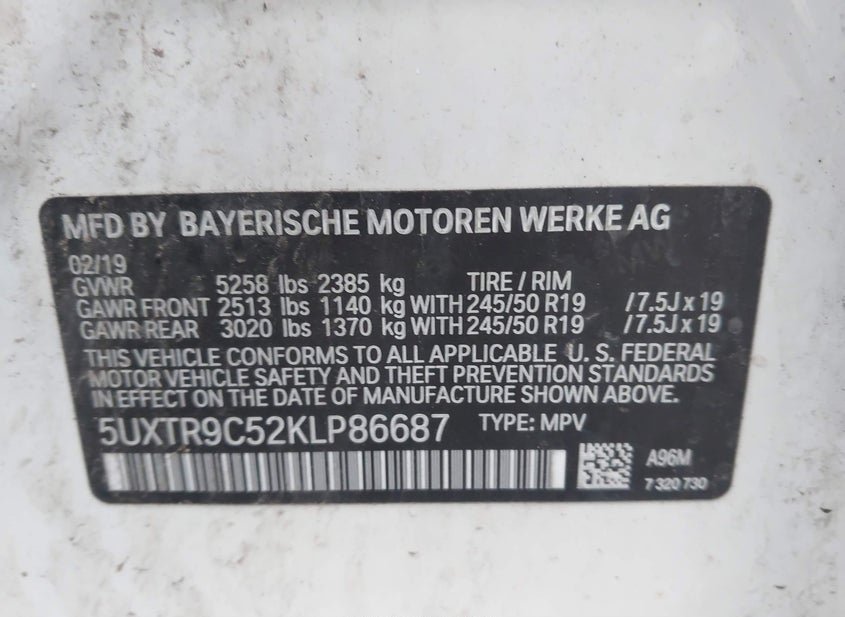 MFD BY BAYERISCHE MOTOREN WERKE AG
02/19
GVWR 5258 lbs 2385 kg TIRE / RIM
GAWR FRONT 2513 lbs 1140 kg WITH 245/50 R19 / 7.5J x 19
GAWR REAR 3020 lbs 1370 kg WITH 245/50 R19 / 7.5J x 19
THIS VEHICLE CONFORMS TO ALL APPLICABLE U. S. FEDERAL
MOTOR VEHICLE SAFETY AND THEFT PREVENTION STANDARDS
IN EFFECT ON THE DATE OF MANUFACTURE SHOWN ABOVE.
5UXTR9C52KLP86687 TYPE: MPV
A96M
7 320 730